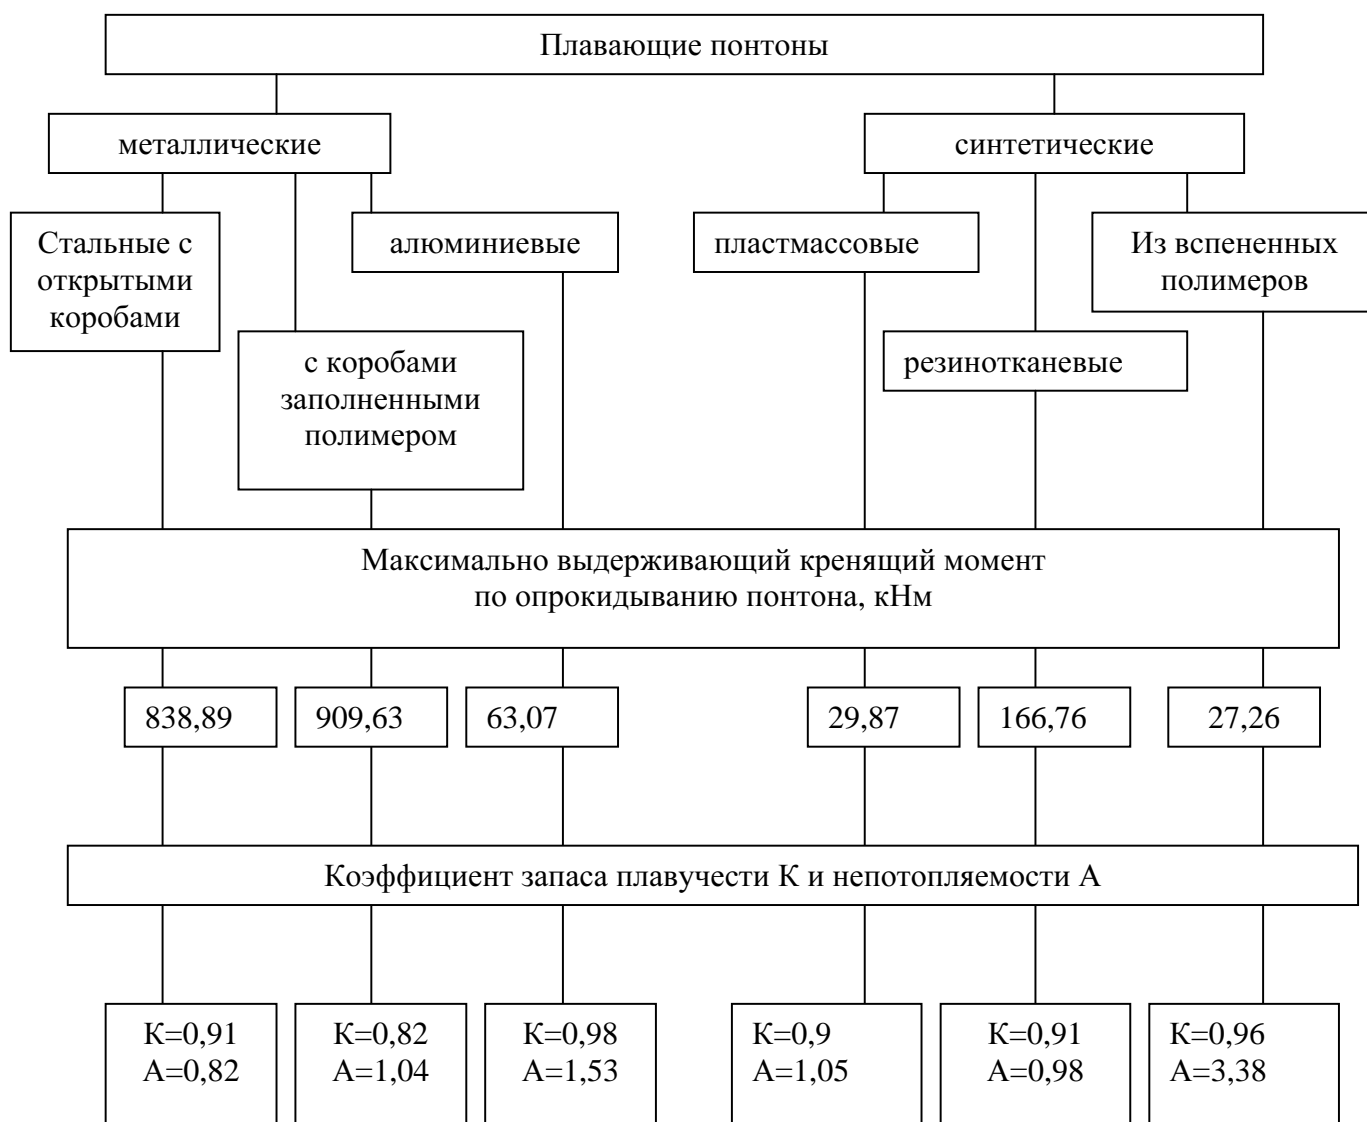 Плавающие понтоны
металлические
синтетические
Стальные с
открытыми
коробами
алюминиевые
пластмассовые
Из вспененных
полимеров
с коробами
заполненными
полимером
резинотканевые
Максимально выдерживающий кренящий момент
по опрокидыванию понтона, кНм
838,89
909,63
63,07
29,87
166,76
27,26
Коэффициент запаса плавучести К и непотопляемости А
К=0,91
А=0,82
К=0,82
А=1,04
К=0,98
А=1,53
К=0,9
А=1,05
К=0,91
А=0,98
К=0,96
А=3,38